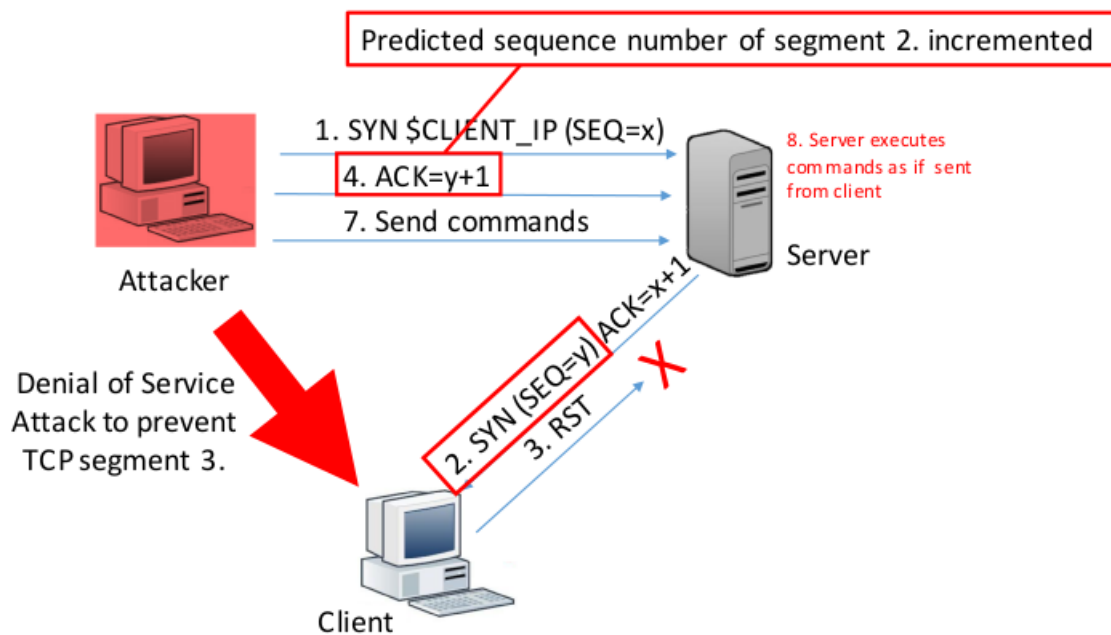 Predicted sequence number of segment 2. incremented
1. SYN $CLIENT_IP (SEQ=x)
4. ACK=y+1
7. Send commands
8. Server executes
commands as if sent
from client
Attacker
Server
2. SYN (SEQ=y) ACK=x+1
3. RST
X
Denial of Service
Attack to prevent
TCP segment 3.
Client